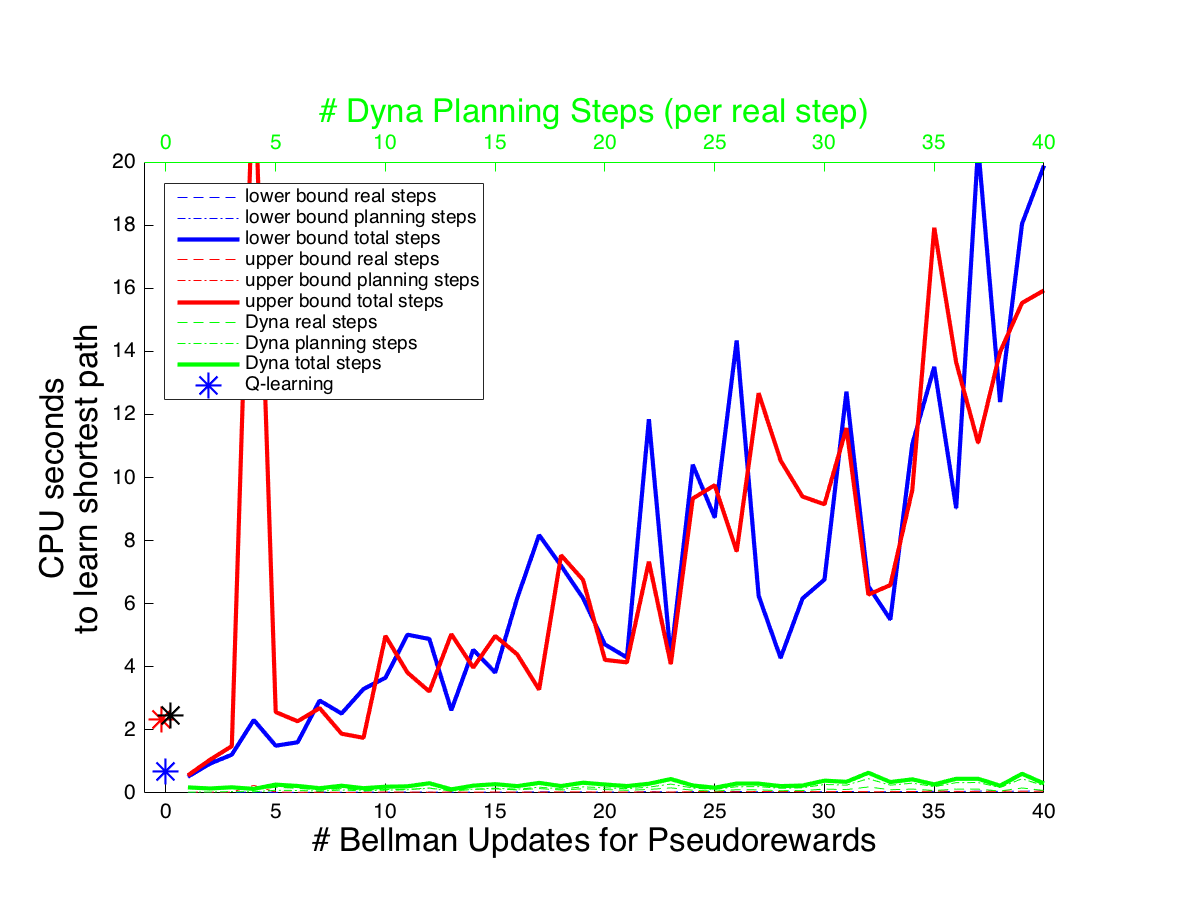 # Dyna Planning Steps (per real step)
0 5 10 15 20 25 30 35 40
20
18
16
14
12
10
8
6
4
2
0
lower bound real steps
lower bound planning steps
lower bound total steps
upper bound real steps
upper bound planning steps
upper bound total steps
Dyna real steps
Dyna planning steps
Dyna total steps
Q-learning
CPU seconds
to learn shortest path
0 5 10 15 20 25 30 35 40
# Bellman Updates for Pseudorewards